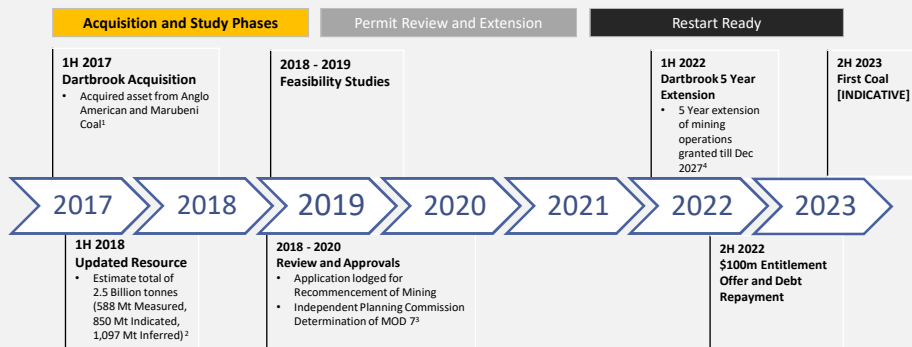 Acquisition and Study Phases
Permit Review and Extension
Restart Ready
1H 2017
Dartbrook Acquisition
• Acquired asset from Anglo
American and Marubeni
Coal¹
2018 - 2019
Feasibility Studies
1H 2022
Dartbrook 5 Year
Extension
• 5 Year extension
of mining
operations
granted till Dec
2027⁴
2H 2023
First Coal
[INDICATIVE]
2017
2018
2019
2020
2021
2022
2023
1H 2018
Updated Resource
• Estimate total of
2.5 Billion tonnes
(588 Mt Measured,
850 Mt Indicated,
1,097 Mt Inferred)²
2018 - 2020
Review and Approvals
• Application lodged for
Recommencement of Mining
• Independent Planning Commission
Determination of MOD 7³
2H 2022
$100m Entitlement
Offer and Debt
Repayment